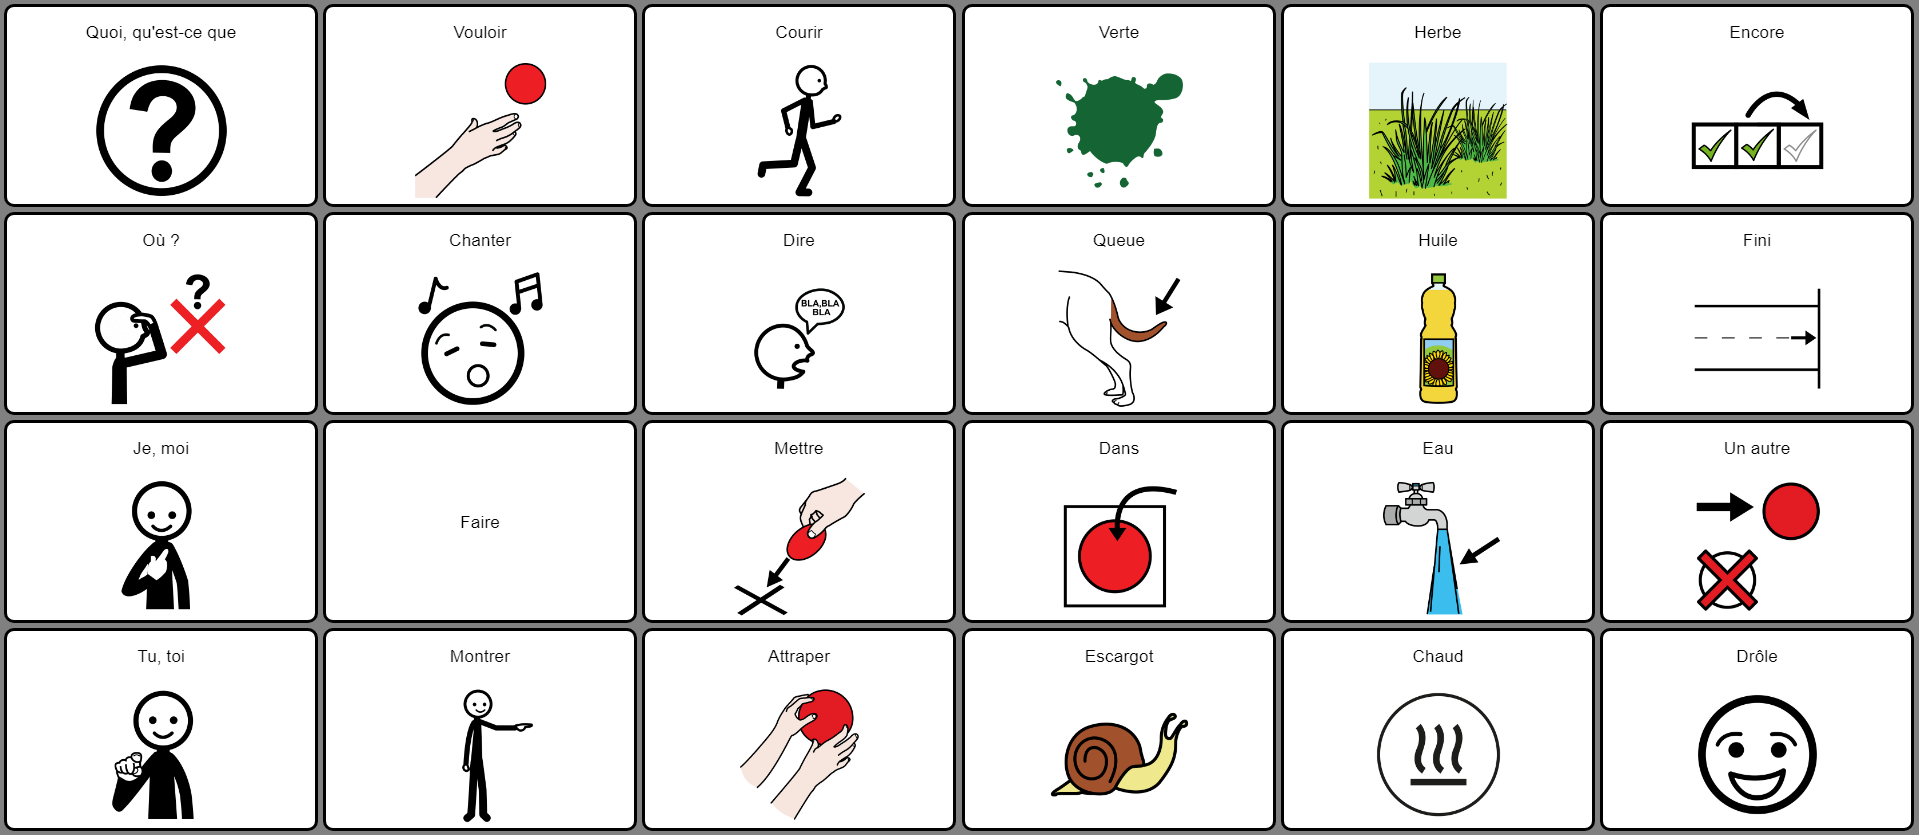 Quoi, qu'est-ce que
Vouloir
Courir
Verte
Herbe
Encore
Où ?
Chanter
Dire
BLA,BLA
BLA
Queue
Huile
Fini
Je, moi
Faire
Mettre
Dans
Eau
Un autre
Tu, toi
Montrer
Attraper
Escargot
Chaud
Drôle